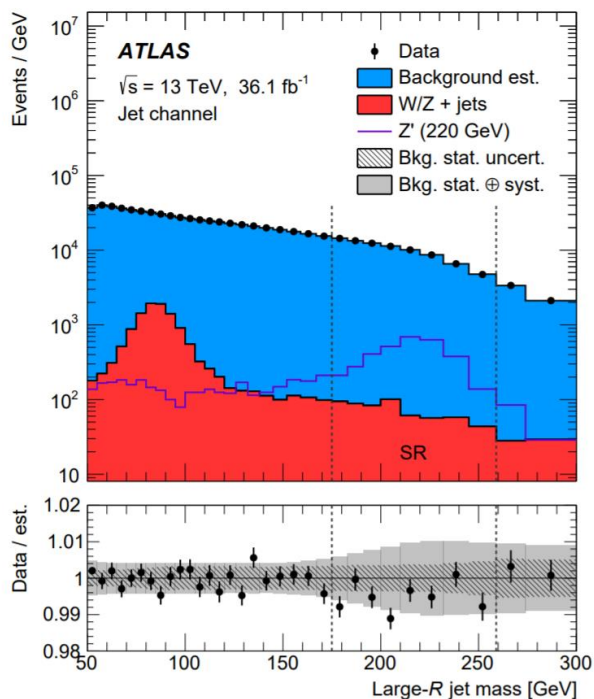 Events / GeV
10⁷
10⁶
10⁵
10⁴
10³
10²
10
ATLAS
√s = 13 TeV, 36.1 fb⁻¹
Jet channel
Data
Background est.
W/Z + jets
Z' (220 GeV)
Bkg. stat. uncert.
Bkg. stat. ⊕ syst.
SR
Data / est.
1.02
1.01
1.00
0.99
0.98
50 100 150 200 250 300
Large-R jet mass [GeV]